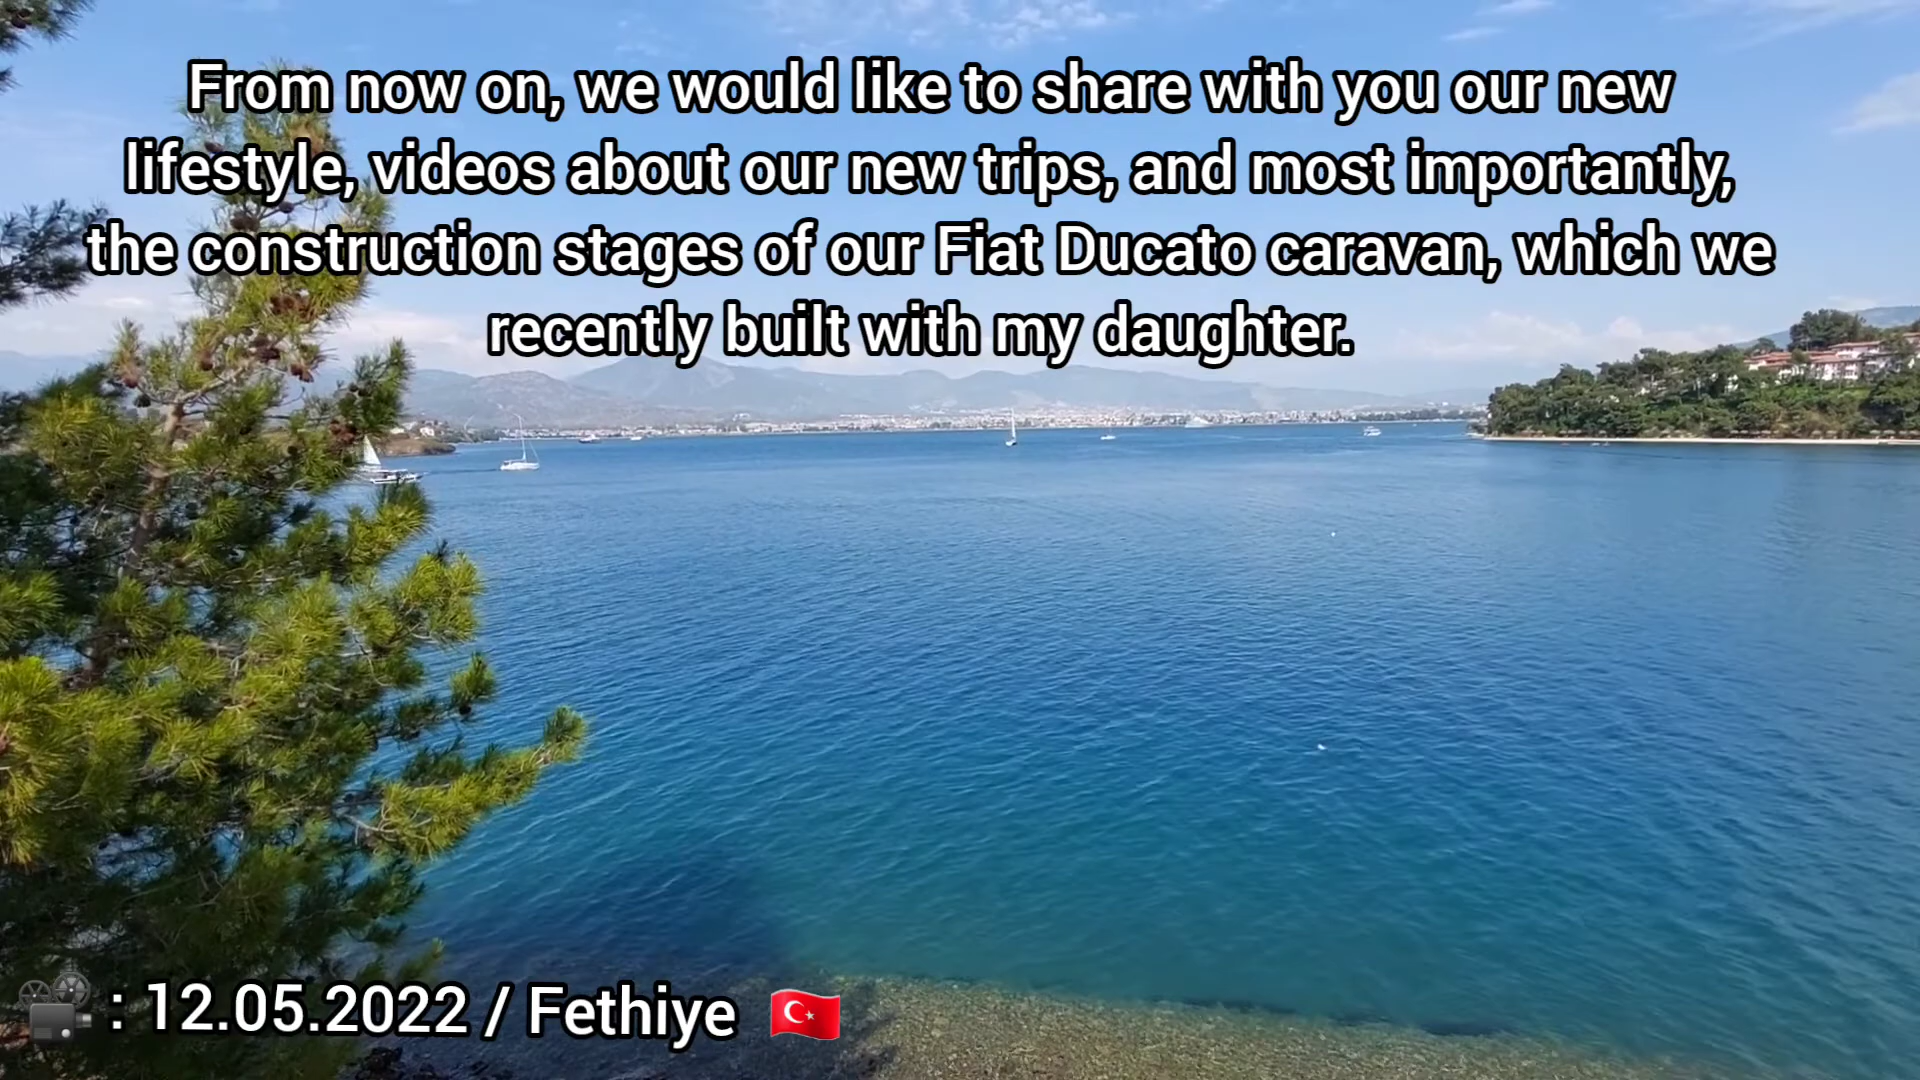 From now on, we would like to share with you our new
lifestyle, videos about our new trips, and most importantly,
the construction stages of our Fiat Ducato caravan, which we
recently built with my daughter.
: 12.05.2022 / Fethiye